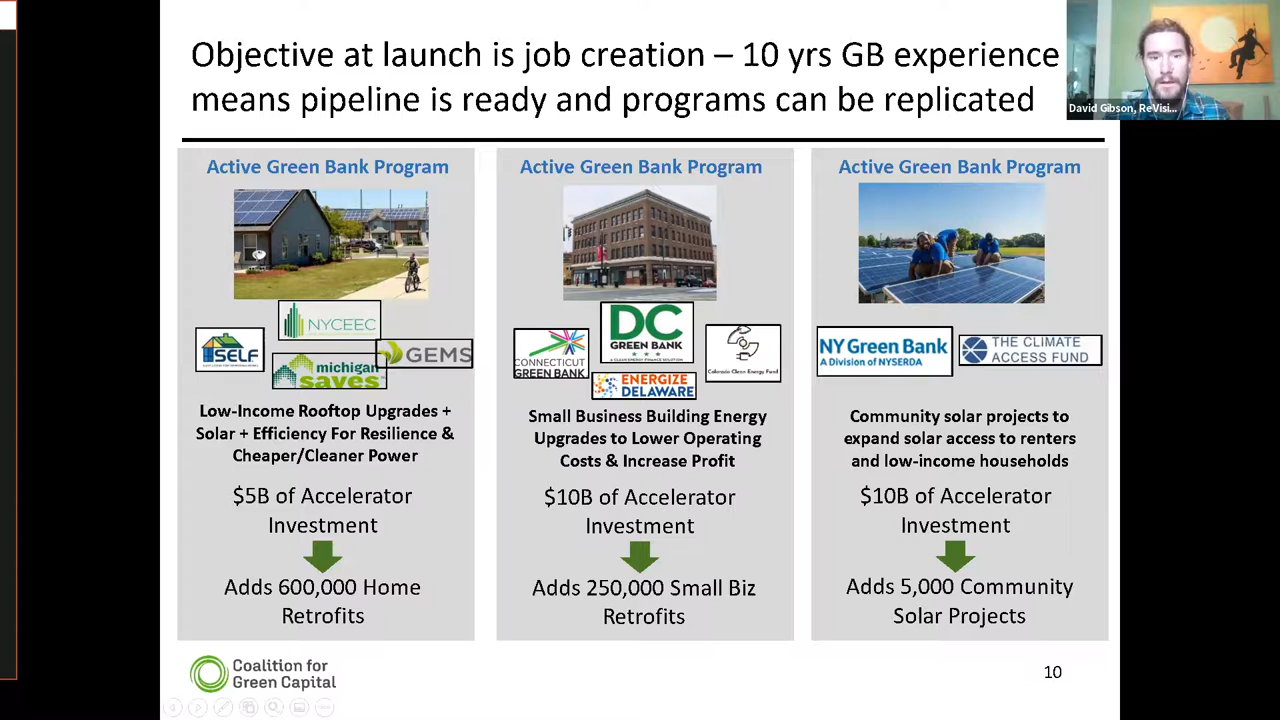 Objective at launch is job creation – 10 yrs GB experience
means pipeline is ready and programs can be replicated
David Gibson, ReVisi...
Active Green Bank Program
NYCEEC
SELF
GEMS
michigan
saves
Low-Income Rooftop Upgrades +
Solar + Efficiency For Resilience &
Cheaper/Cleaner Power
$5B of Accelerator
Investment
Adds 600,000 Home
Retrofits
Active Green Bank Program
DC
GREEN BANK
A CLEAN ENERGY FINANCE SOLUTION
CONNECTICUT
GREEN BANK
Colorado Clean Energy Fund
ENERGIZE
DELAWARE
Small Business Building Energy
Upgrades to Lower Operating
Costs & Increase Profit
$10B of Accelerator
Investment
Adds 250,000 Small Biz
Retrofits
Active Green Bank Program
NY Green Bank
A Division of NYSERDA
THE CLIMATE
ACCESS FUND
Community solar projects to
expand solar access to renters
and low-income households
$10B of Accelerator
Investment
Adds 5,000 Community
Solar Projects
Coalition for
Green Capital
10